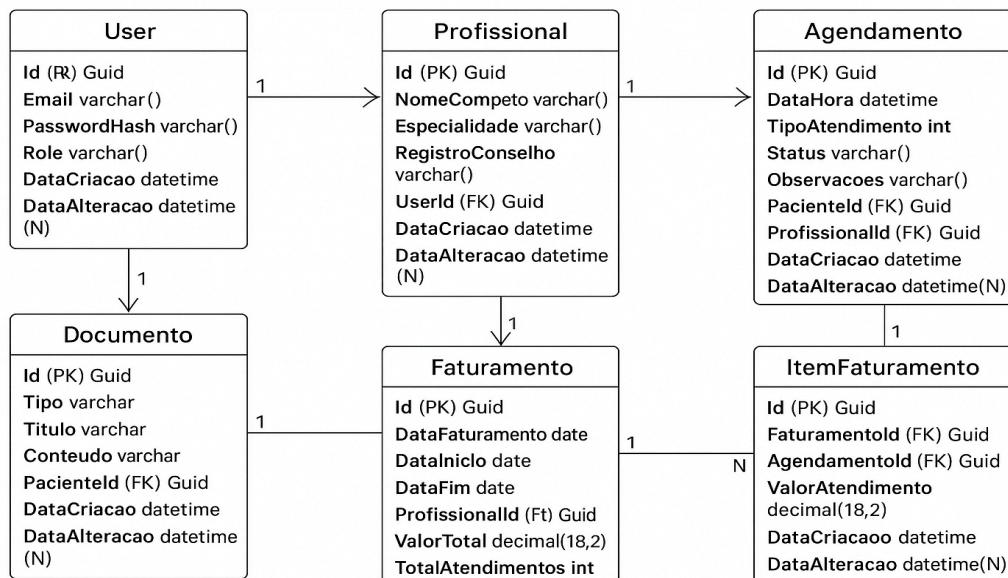 User
Id (PR) Guid
Email varchar()
PasswordHash varchar()
Role varchar()
DataCriacao datetime
DataAlteracao datetime
(N)
1
Profissional
Id (PK) Guid
NomeCompeto varchar()
Especialidade varchar()
RegistroConselho
varchar()
UserId (FK) Guid
DataCriacao datetime
DataAlteracao datetime
(N)
1
Agendamento
Id (PK) Guid
DataHora datetime
TipoAtendimento int
Status varchar()
Observacoes varchar()
PacienteId (FK) Guid
ProfissionalId (FK) Guid
DataCriacao datetime
DataAlteracao datetime(N)
1
1
1
Documento
Id (PK) Guid
Tipo varchar
Titulo varchar
Conteudo varchar
PacienteId (FK) Guid
DataCriacao datetime
DataAlteracao datetime
(N)
1
Faturamento
Id (PK) Guid
DataFaturamento date
DataIniclo date
DataFim date
ProfissionalId (Ft) Guid
ValorTotal decimal(18,2)
TotalAtendimentos int
1
N
ItemFaturamento
Id (PK) Guid
FaturamentoId (FK) Guid
AgendamentoId (FK) Guid
ValorAtendimento
decimal(18,2)
DataCriacaoo datetime
DataAlteracao datetime(N)